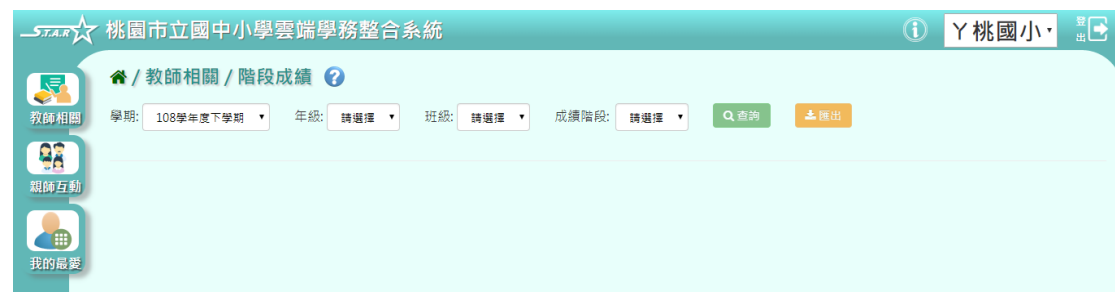 S.T.A.R 桃園市立國中小學雲端學務整合系統
ㄚ桃國小
登出
教師相關
親師互動
我的最愛
/ 教師相關 / 階段成績
學期: 108學年度下學期 年級: 請選擇 班級: 請選擇 成績階段: 請選擇 查詢 匯出